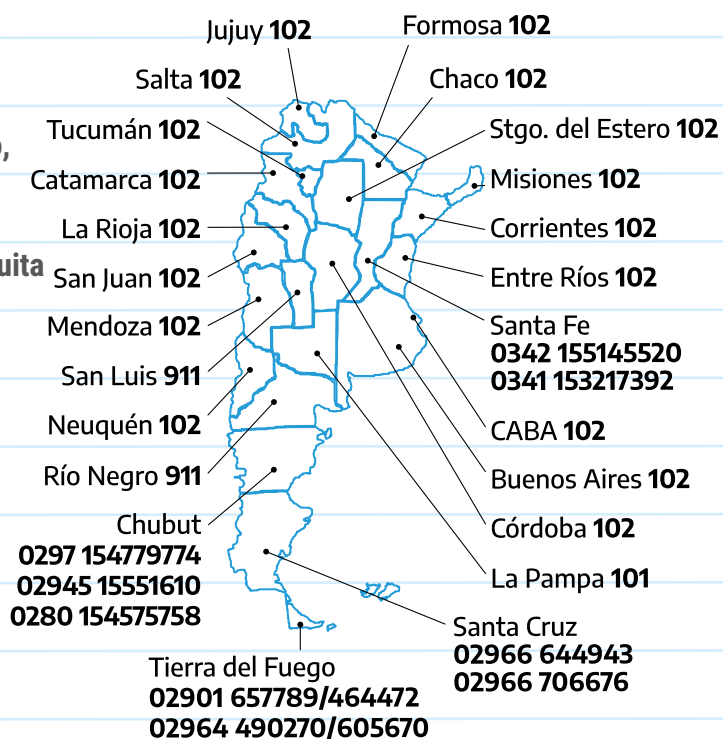 Jujuy 102
Formosa 102
Salta 102
Chaco 102
Tucumán 102
Stgo. del Estero 102
Catamarca 102
Misiones 102
La Rioja 102
Corrientes 102
uita
San Juan 102
Entre Ríos 102
Mendoza 102
Santa Fe
0342 155145520
0341 153217392
San Luis 911
Neuquén 102
CABA 102
Río Negro 911
Buenos Aires 102
Chubut
0297 154779774
02945 15551610
0280 154575758
Córdoba 102
La Pampa 101
Santa Cruz
02966 644943
02966 706676
Tierra del Fuego
02901 657789/464472
02964 490270/605670